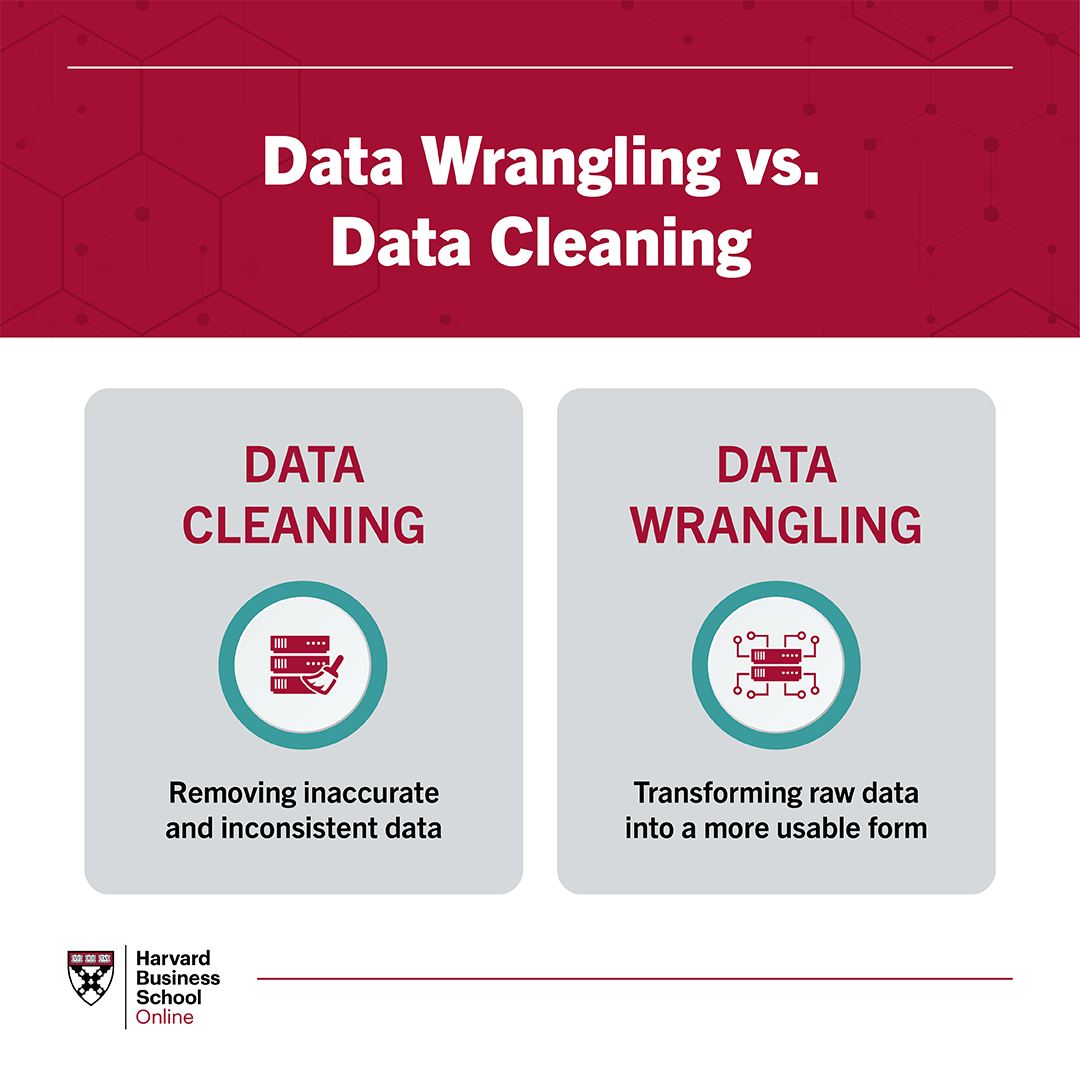 Data Wrangling vs.
Data Cleaning
DATA
CLEANING
Removing inaccurate
and inconsistent data
DATA
WRANGLING
Transforming raw data
into a more usable form
Harvard
Business
School
Online